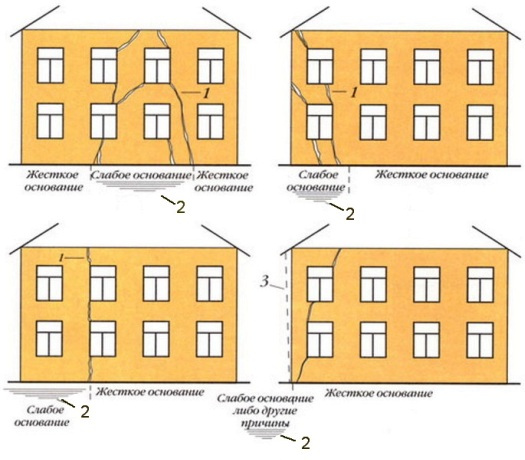 1
Жесткое основание
Слабое основание
Жесткое основание
2
1
Слабое основание
Жесткое основание
2
1
Слабое основание
Жесткое основание
2
3
Слабое основание
либо другие
причины
Жесткое основание
2